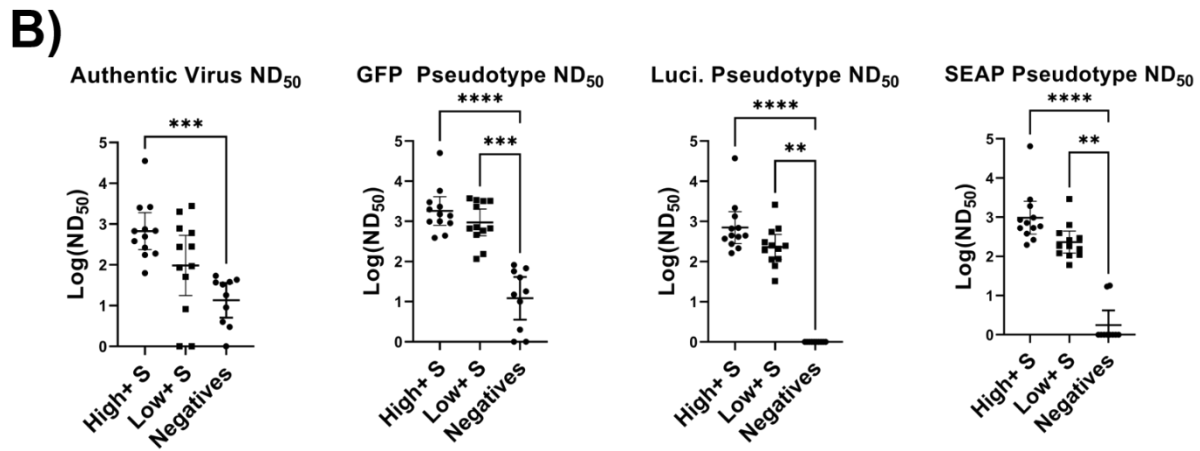 B)
Authentic Virus ND50
***
5
4
3
2
1
0
Log(ND50)
High+ S
Low+ S
Negatives
GFP Pseudotype ND50
****
***
5
4
3
2
1
0
Log(ND50)
High+ S
Low+ S
Negatives
Luci. Pseudotype ND50
****
**
5
4
3
2
1
0
Log(ND50)
High+ S
Low+ S
Negatives
SEAP Pseudotype ND50
****
**
5
4
3
2
1
0
Log(ND50)
High+ S
Low+ S
Negatives